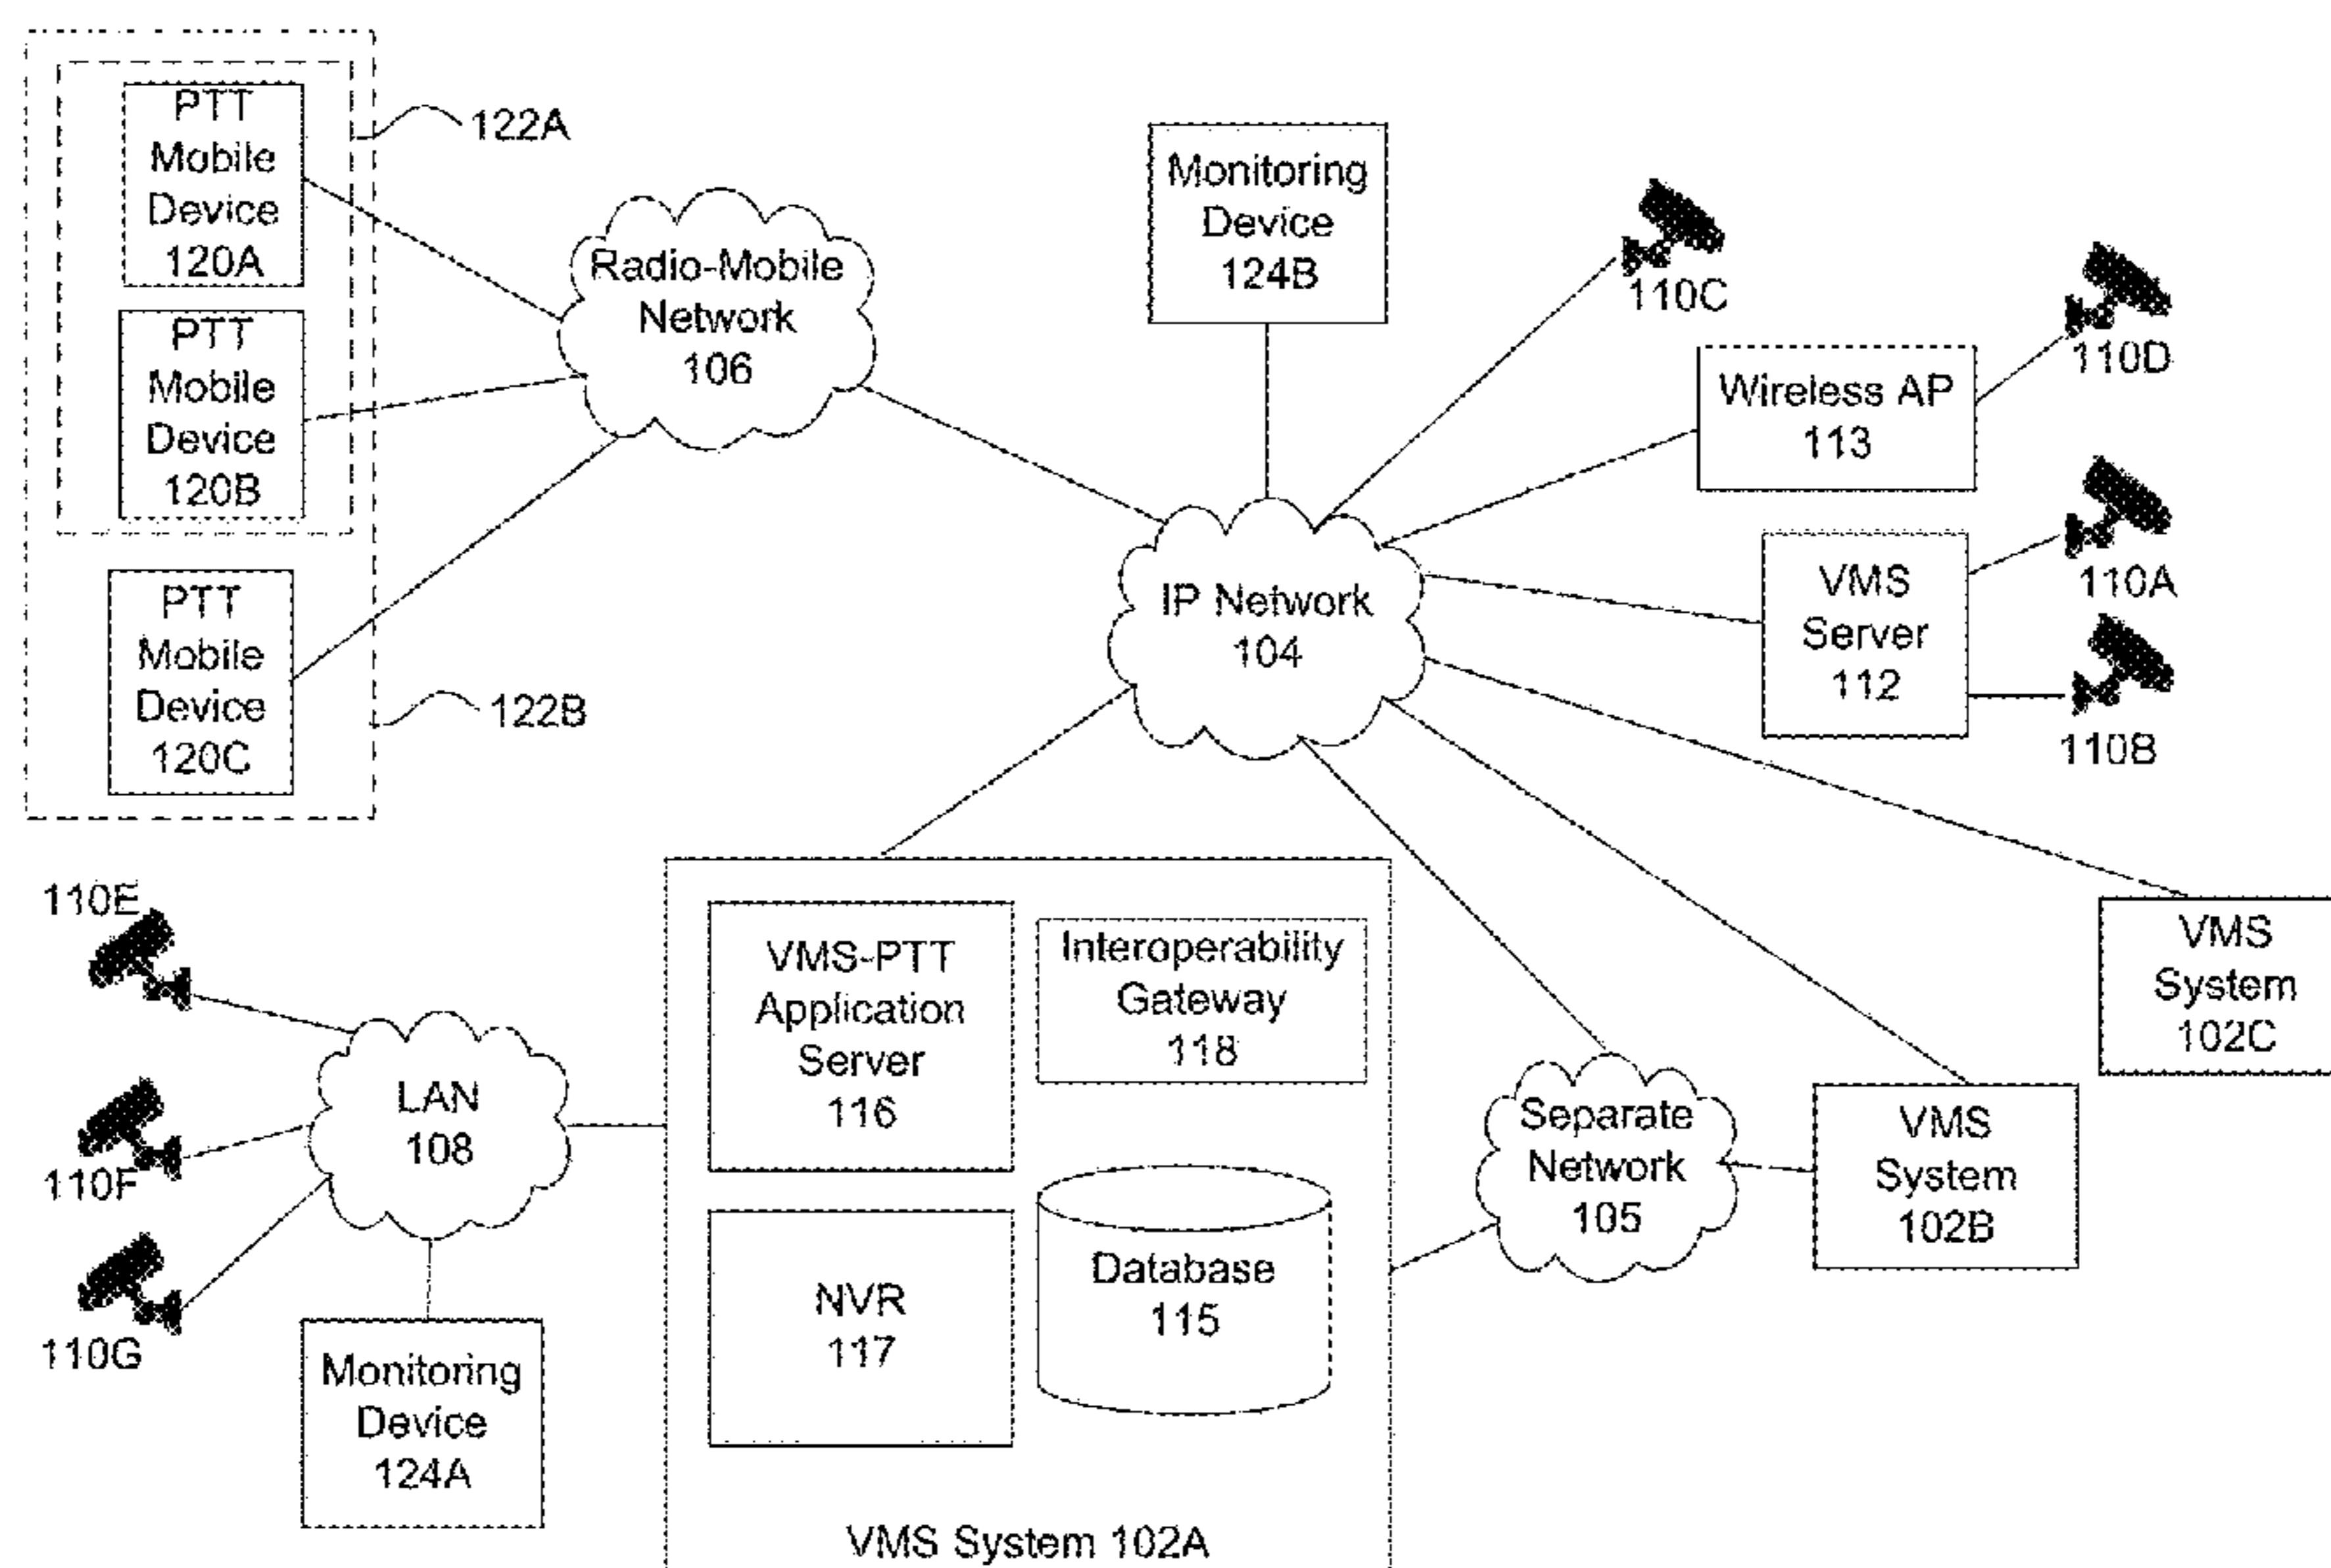 PTT
Mobile
Device
120A
122A
PTT
Mobile
Device
120B
PTT
Mobile
Device
120C
122B
Radio-Mobile
Network
106
Monitoring
Device
124B
110C
110D
Wireless AP
113
110A
VMS
Server
112
110B
IP Network
104
110E
110F
110G
LAN
108
Monitoring
Device
124A
VMS-PTT
Application
Server
116
Interoperability
Gateway
118
NVR
117
Database
115
VMS System 102A
Separate
Network
105
VMS
System
102B
VMS
System
102C